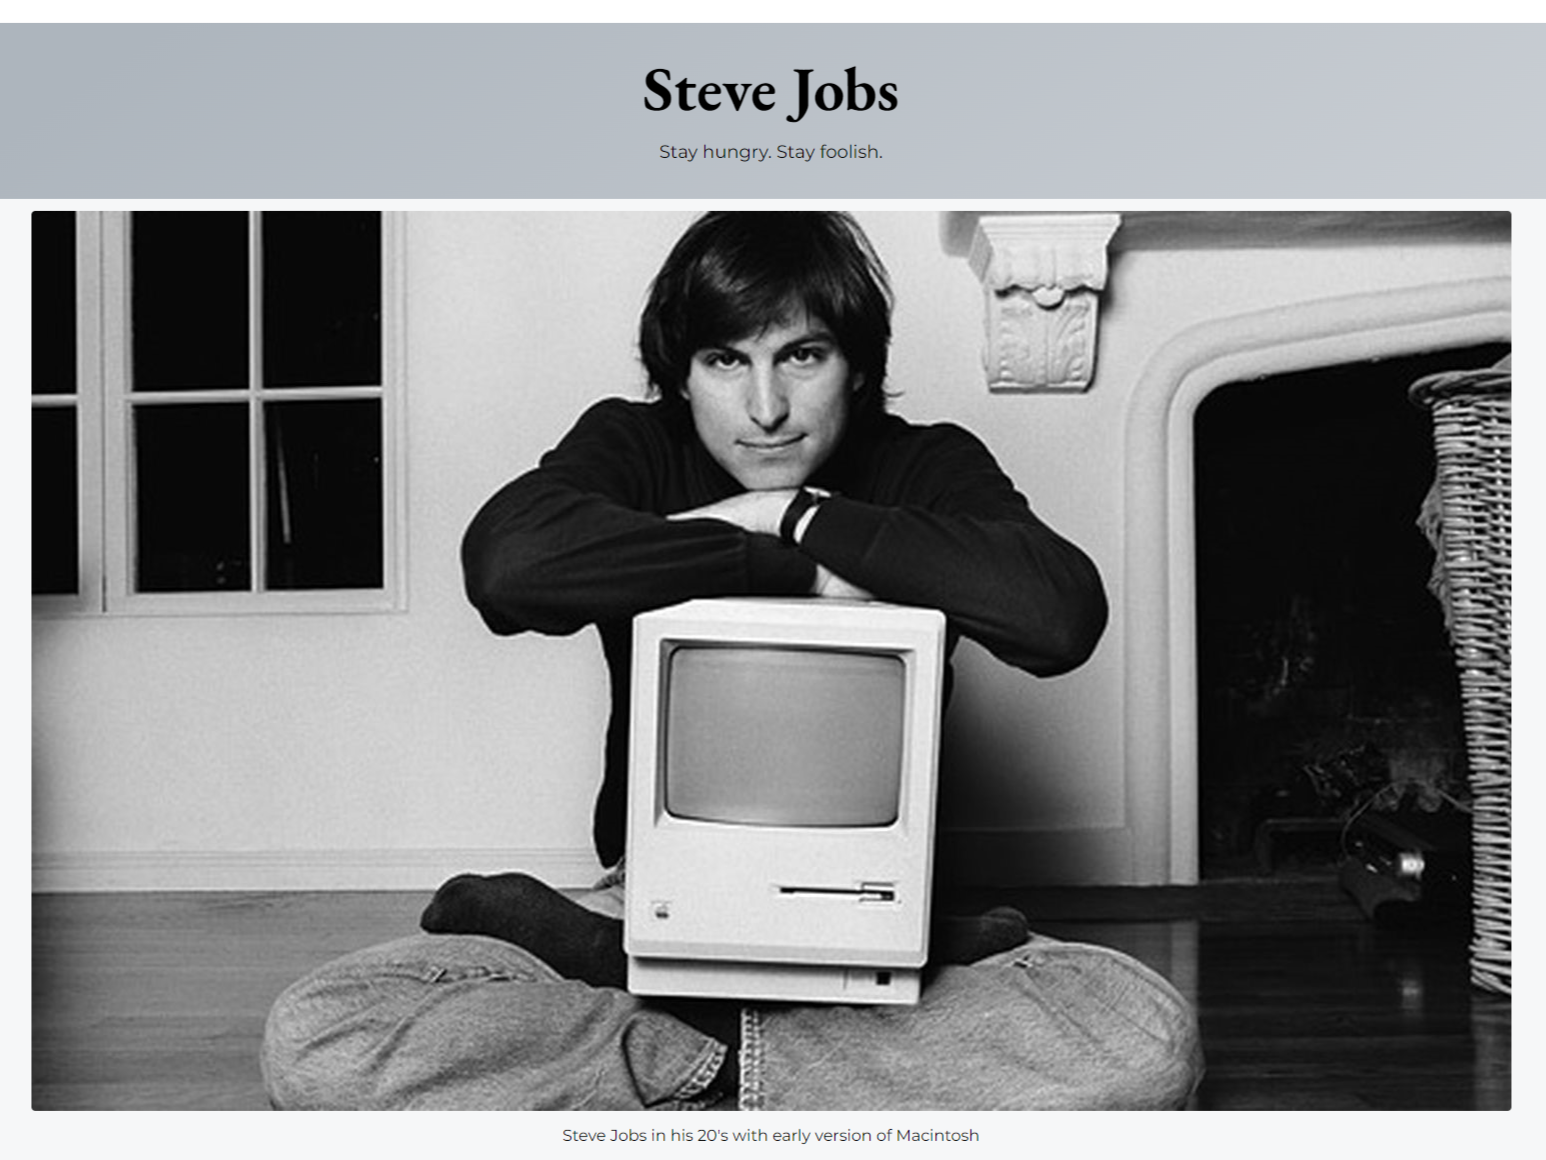 Steve Jobs
Stay hungry. Stay foolish.
Steve Jobs in his 20's with early version of Macintosh